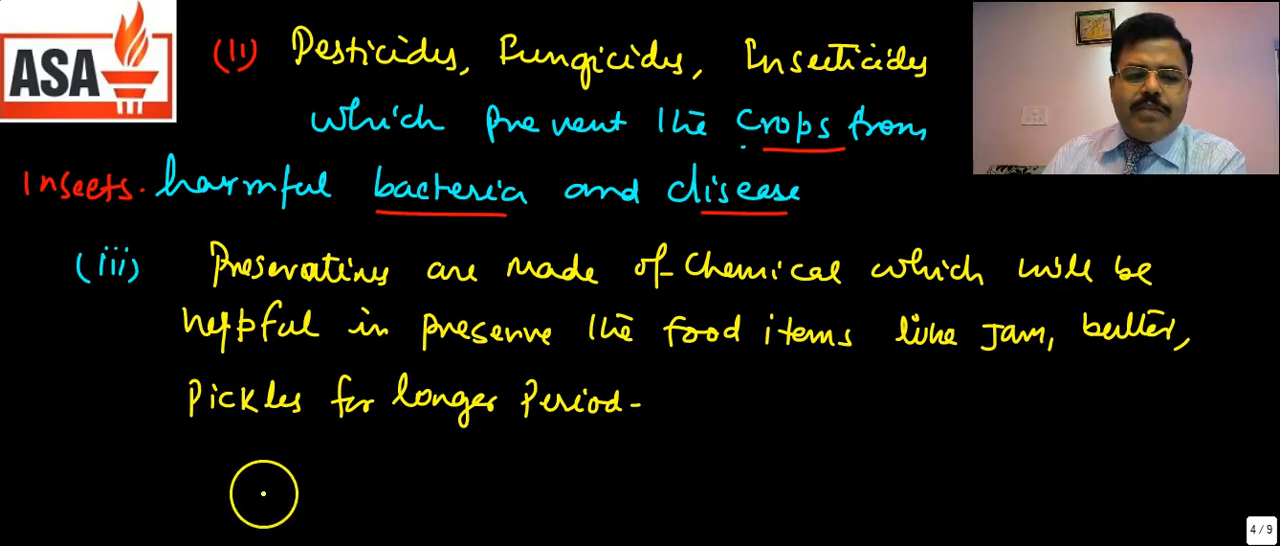 ASA
(ii) Pesticides, Fungicides, Insecticides
which prevent the crops from
Insects. harmful bacteria and disease
(iii) Preservatives are made of chemical which will be
helpful in preserve the food items like Jam, butter,
Pickles for longer Period-
4 / 9